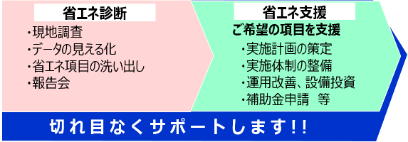 省エネ診断
・現地調査
・データの見える化
・省エネ項目の洗い出し
・報告会
省エネ支援
ご希望の項目を支援
・実施計画の策定
・実施体制の整備
・運用改善、設備投資
・補助金申請 等
切れ目なくサポートします!!